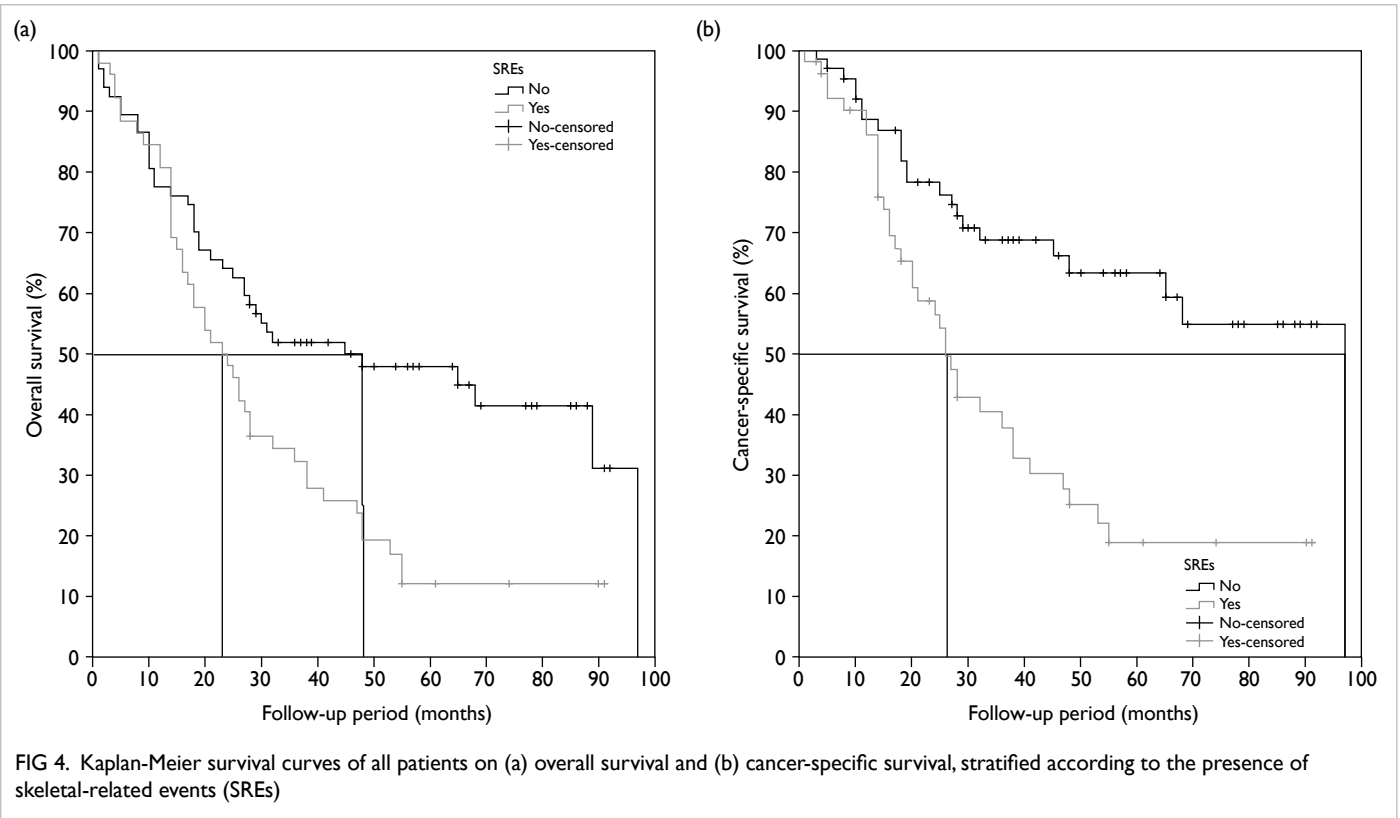 (a)
100
90
80
70
60
50
40
30
20
10
0
Overall survival (%)
SREs
No
Yes
No-censored
Yes-censored
0 10 20 30 40 50 60 70 80 90 100
Follow-up period (months)
(b)
100
90
80
70
60
50
40
30
20
10
0
Cancer-specific survival (%)
SREs
No
Yes
No-censored
Yes-censored
0 10 20 30 40 50 60 70 80 90 100
Follow-up period (months)
FIG 4. Kaplan-Meier survival curves of all patients on (a) overall survival and (b) cancer-specific survival, stratified according to the presence of
skeletal-related events (SREs)